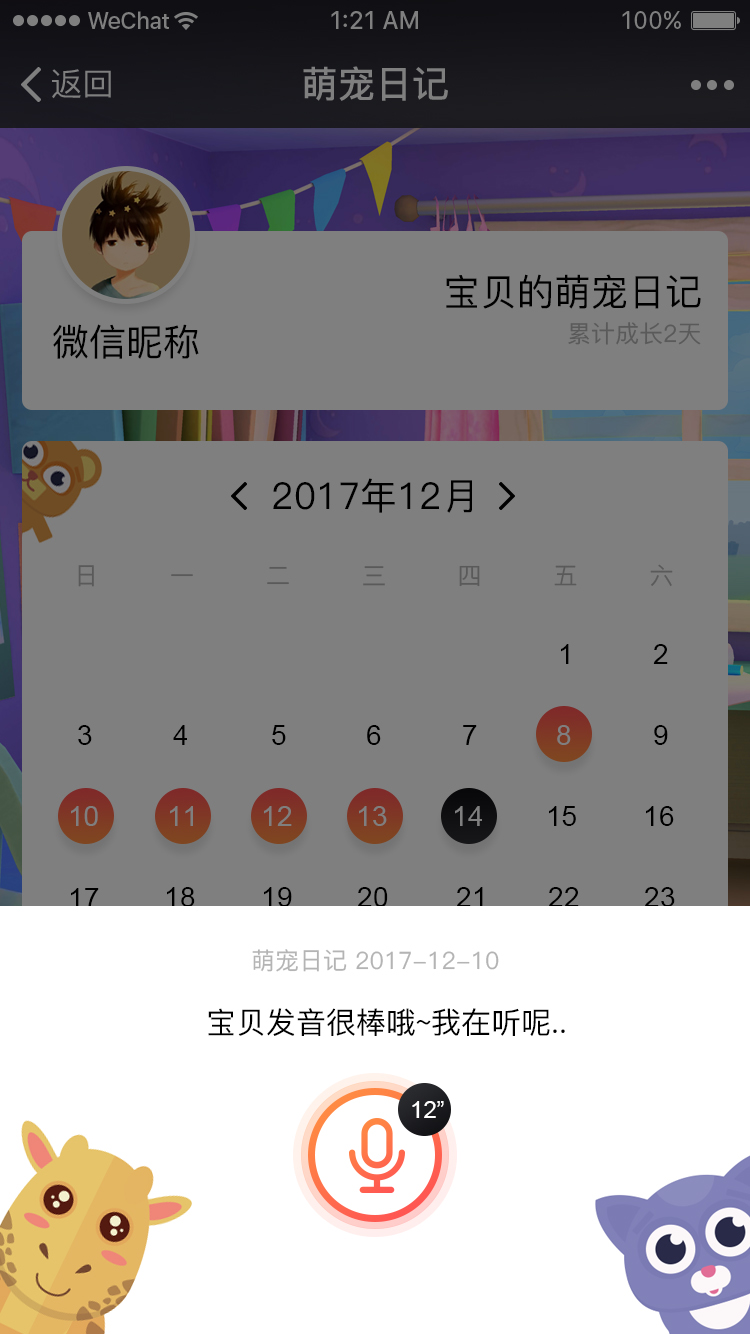 WeChat 1:21 AM 100%
返回 萌宠日记
宝贝的萌宠日记
累计成长2天
微信昵称
2017年12月
日 一 二 三 四 五 六
1 2
3 4 5 6 7 8 9
10 11 12 13 14 15 16
17 18 19 20 21 22 23
萌宠日记 2017-12-10
宝贝发音很棒哦~我在听呢..
12”